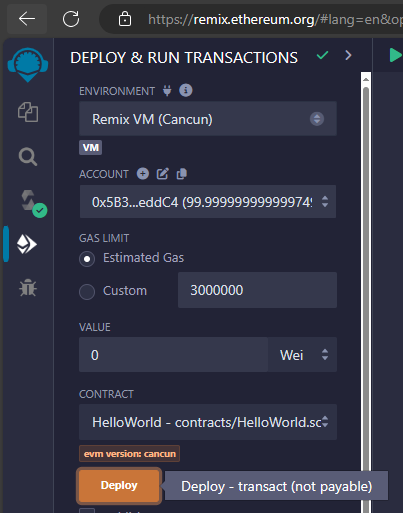 https://remix.ethereum.org/#lang=en&op
DEPLOY & RUN TRANSACTIONS
ENVIRONMENT
Remix VM (Cancun)
VM
ACCOUNT
0x5B3...eddC4 (99.999999999999749
GAS LIMIT
Estimated Gas
Custom
3000000
VALUE
0
Wei
CONTRACT
HelloWorld - contracts/HelloWorld.sc
evm version: cancun
Deploy
Deploy - transact (not payable)